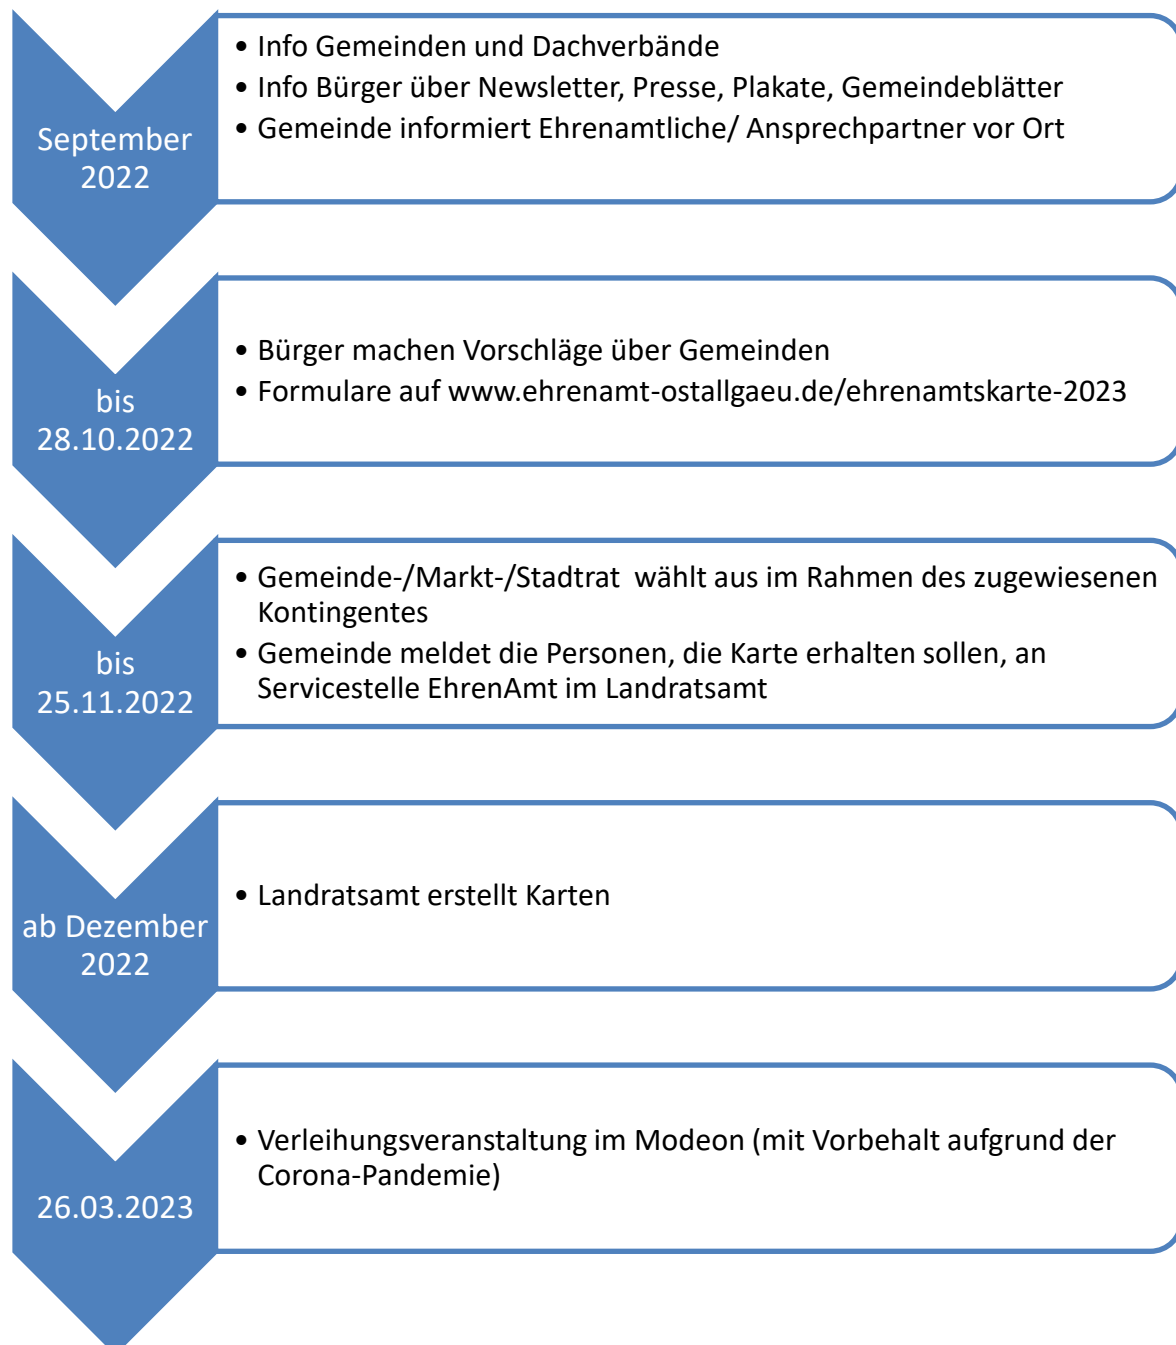 September
2022
• Info Gemeinden und Dachverbände
• Info Bürger über Newsletter, Presse, Plakate, Gemeindeblätter
• Gemeinde informiert Ehrenamtliche/ Ansprechpartner vor Ort
bis
28.10.2022
• Bürger machen Vorschläge über Gemeinden
• Formulare auf www.ehrenamt-ostallgaeu.de/ehrenamtskarte-2023
bis
25.11.2022
• Gemeinde-/Markt-/Stadtrat wählt aus im Rahmen des zugewiesenen
Kontingentes
• Gemeinde meldet die Personen, die Karte erhalten sollen, an
Servicestelle EhrenAmt im Landratsamt
ab Dezember
2022
• Landratsamt erstellt Karten
26.03.2023
• Verleihungsveranstaltung im Modeon (mit Vorbehalt aufgrund der
Corona-Pandemie)